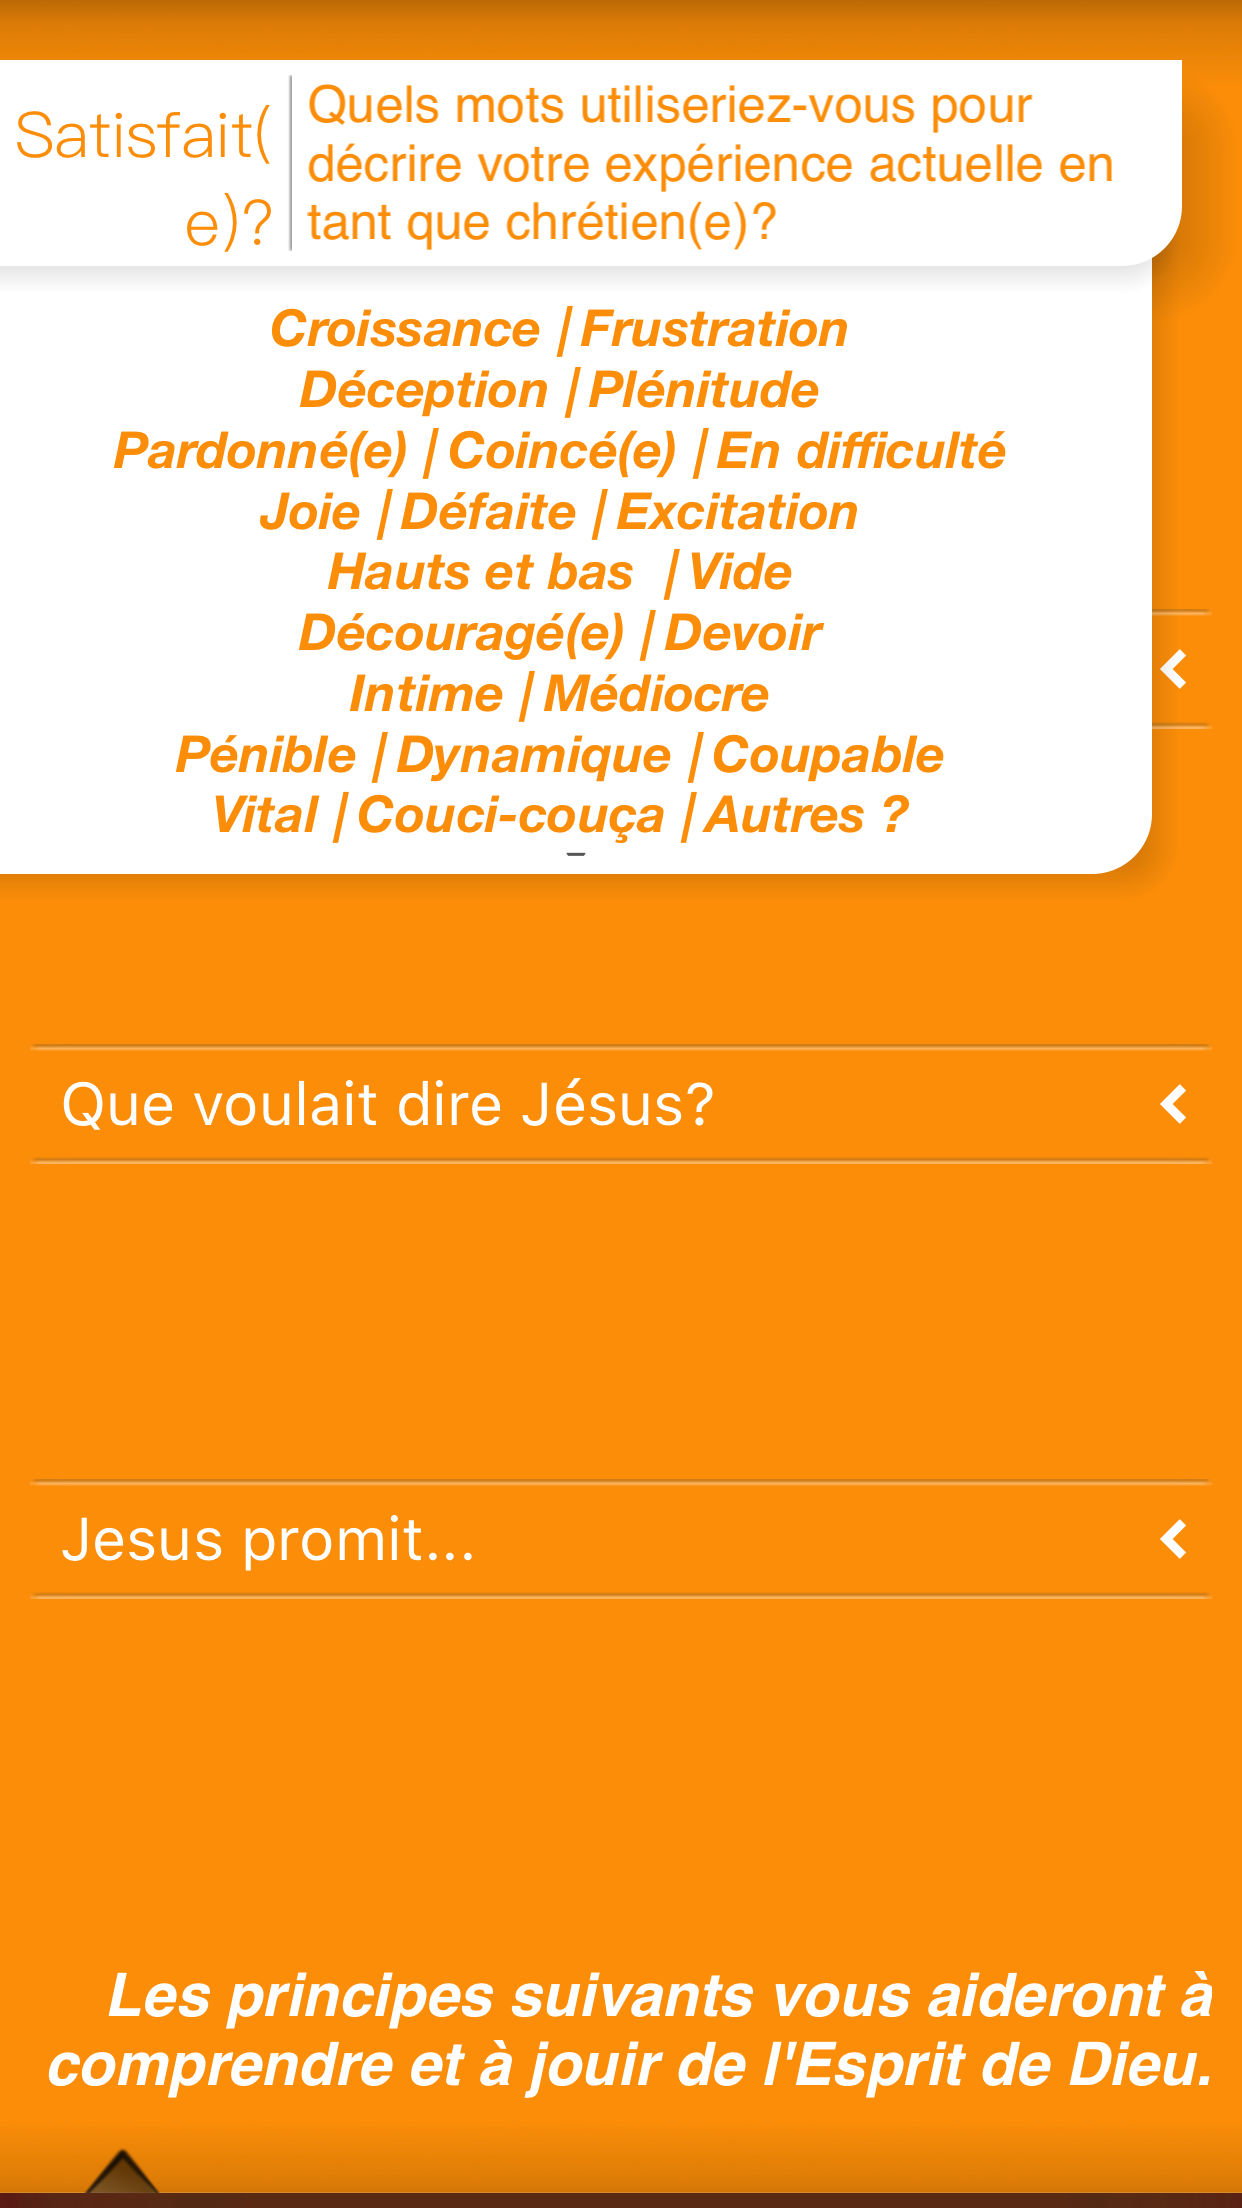 Satisfait(
e)?
Quels mots utiliseriez-vous pour
décrire votre expérience actuelle en
tant que chrétien(e)?
Croissance | Frustration
Déception | Plénitude
Pardonné(e) | Coincé(e) | En difficulté
Joie | Défaite | Excitation
Hauts et bas  | Vide
Découragé(e) | Devoir
Intime | Médiocre
Pénible | Dynamique | Coupable
Vital | Couci-couça | Autres ?
Que voulait dire Jésus?
Jesus promit...
Les principes suivants vous aideront à
comprendre et à jouir de l'Esprit de Dieu.